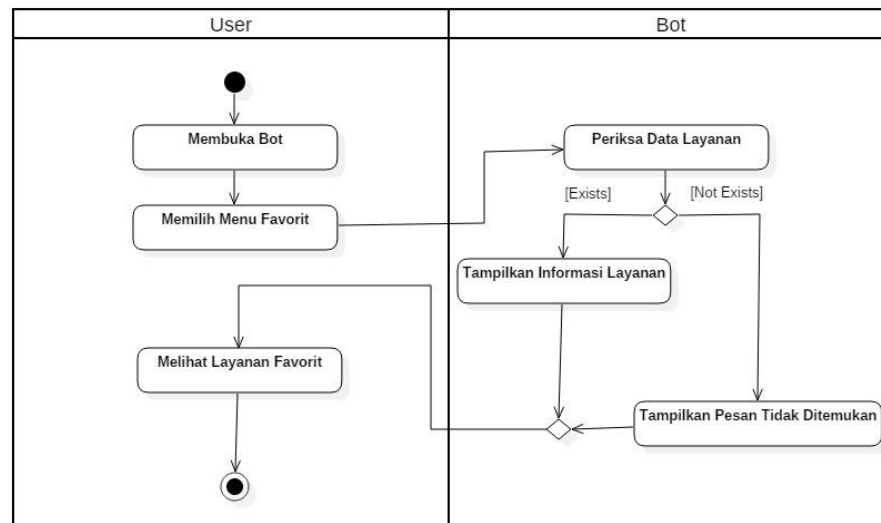 User
Bot
Membuka Bot
Periksa Data Layanan
[Exists]
[Not Exists]
Memilih Menu Favorit
Tampilkan Informasi Layanan
Melihat Layanan Favorit
Tampilkan Pesan Tidak Ditemukan